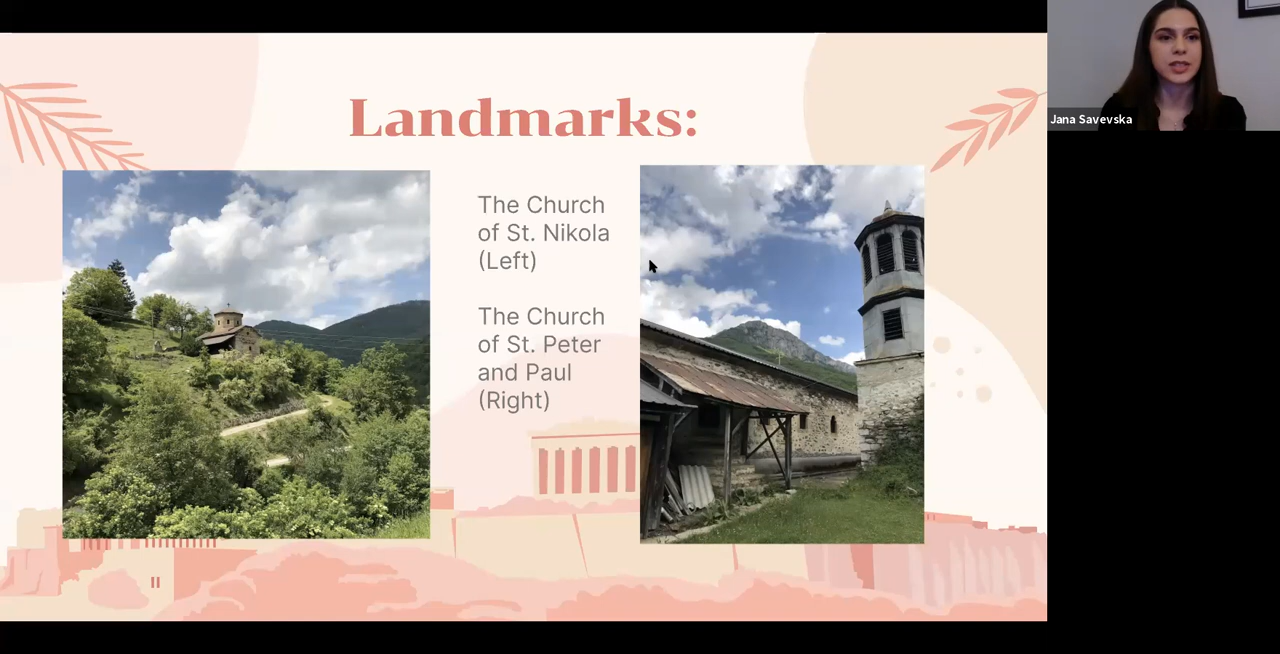 Landmarks:
The Church
of St. Nikola
(Left)
The Church
of St. Peter
and Paul
(Right)
Jana Savevska